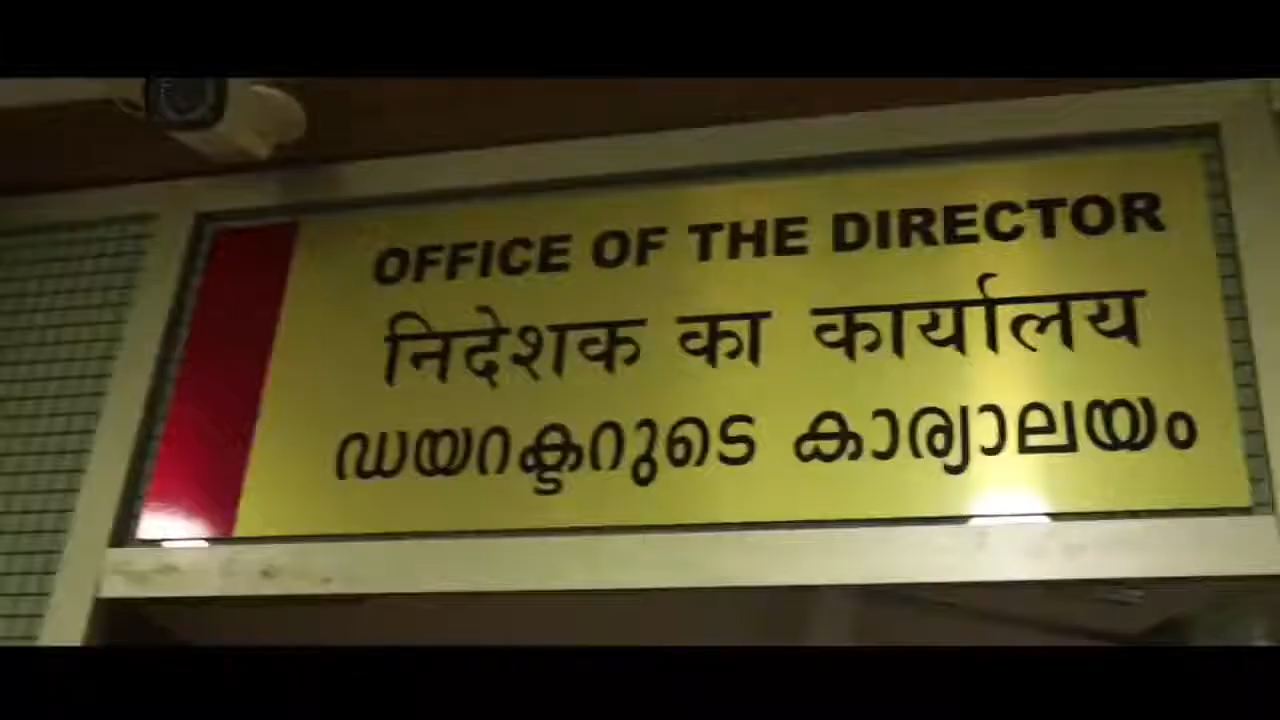 OFFICE OF THE DIRECTOR
निदेशक का कार्यालय
ഡയറക്ടറുടെ കാര്യാലയം